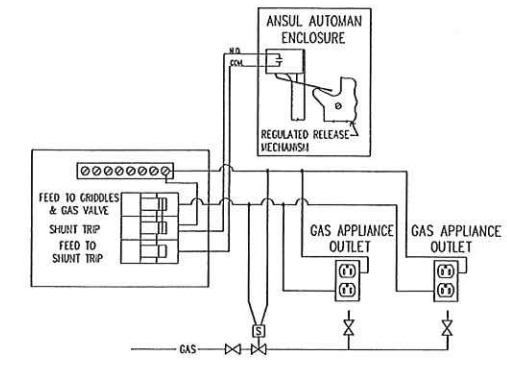 ANSUL AUTOMAN
ENCLOSURE
N.O.
COM.
REGULATED RELEASE
MECHANISM
FEED TO GRIDDLES
& GAS VALVE
SHUNT TRIP
FEED TO
SHUNT TRIP
GAS APPLIANCE
OUTLET
GAS APPLIANCE
OUTLET
S
GAS